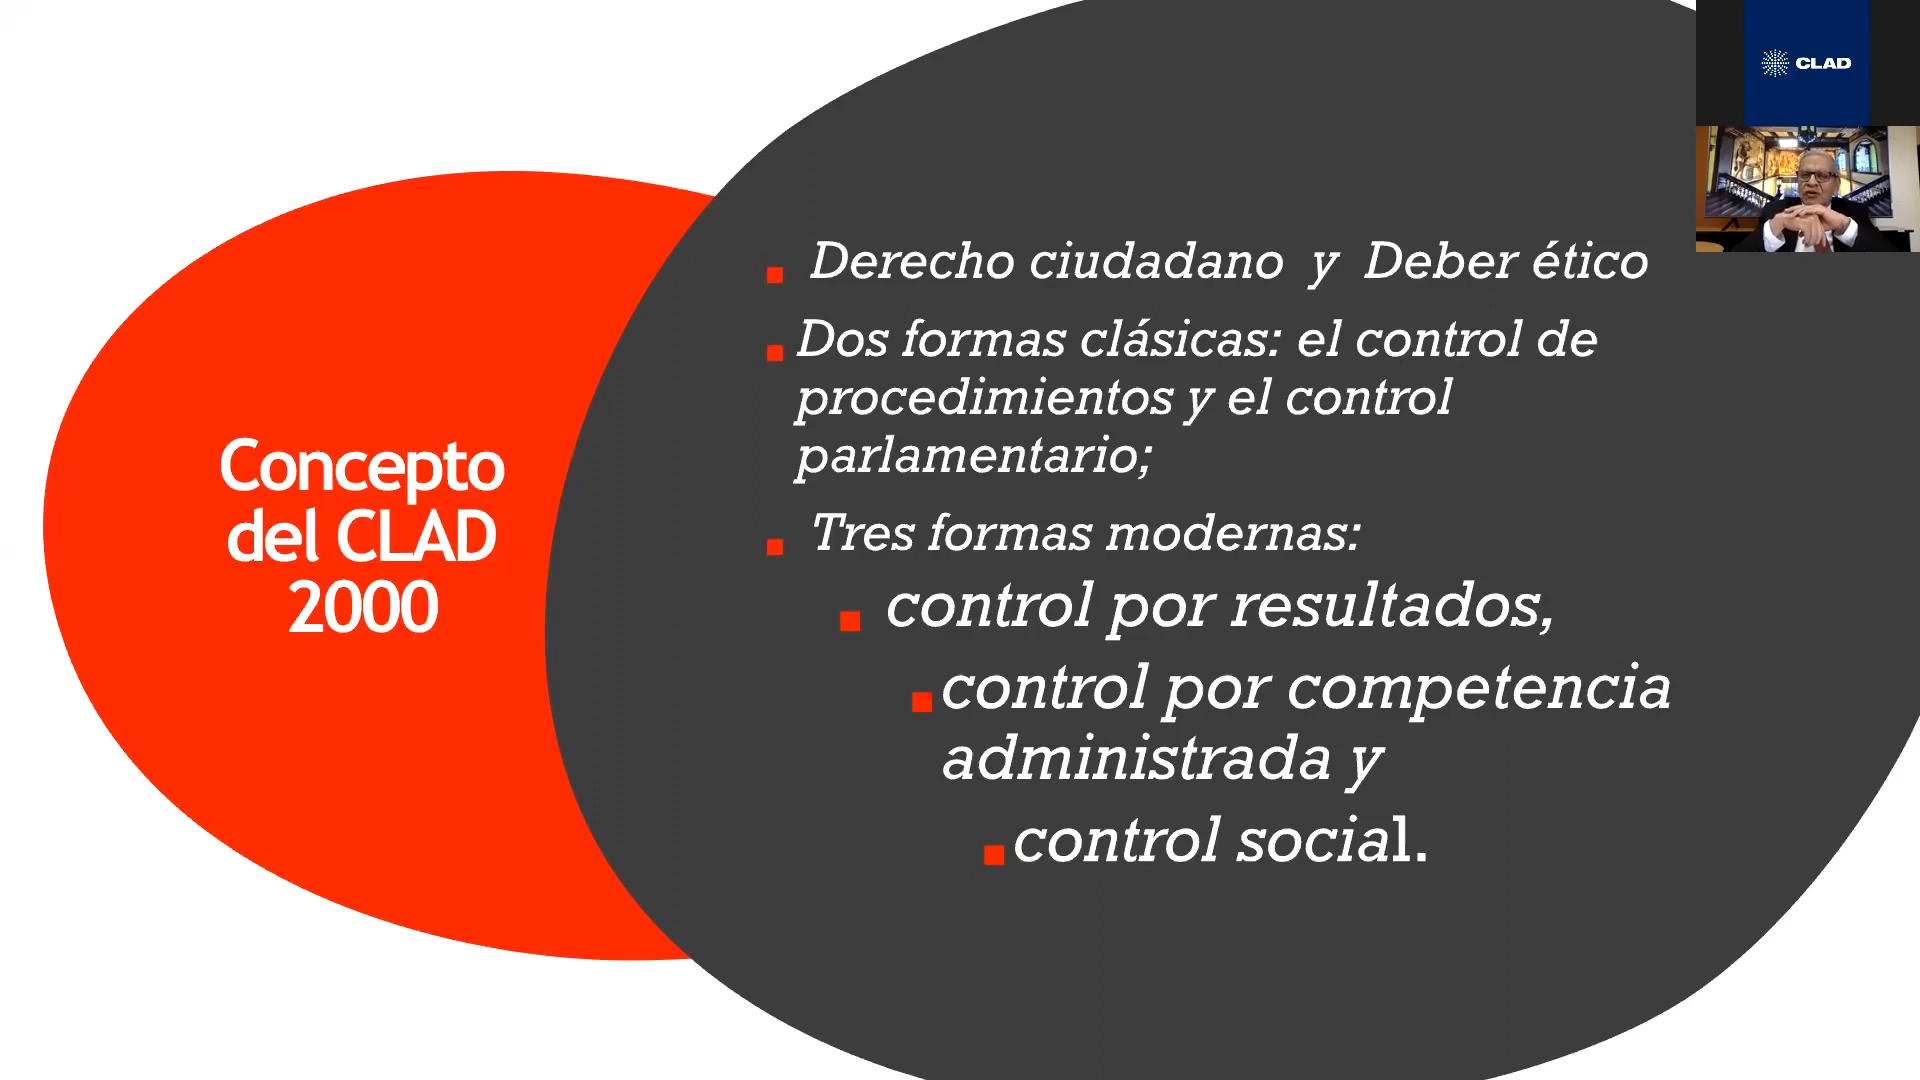 CLAD
Concepto
del CLAD
2000
Derecho ciudadano y Deber ético
Dos formas clásicas: el control de
procedimientos y el control
parlamentario;
Tres formas modernas:
control por resultados,
control por competencia
administrada y
control social.